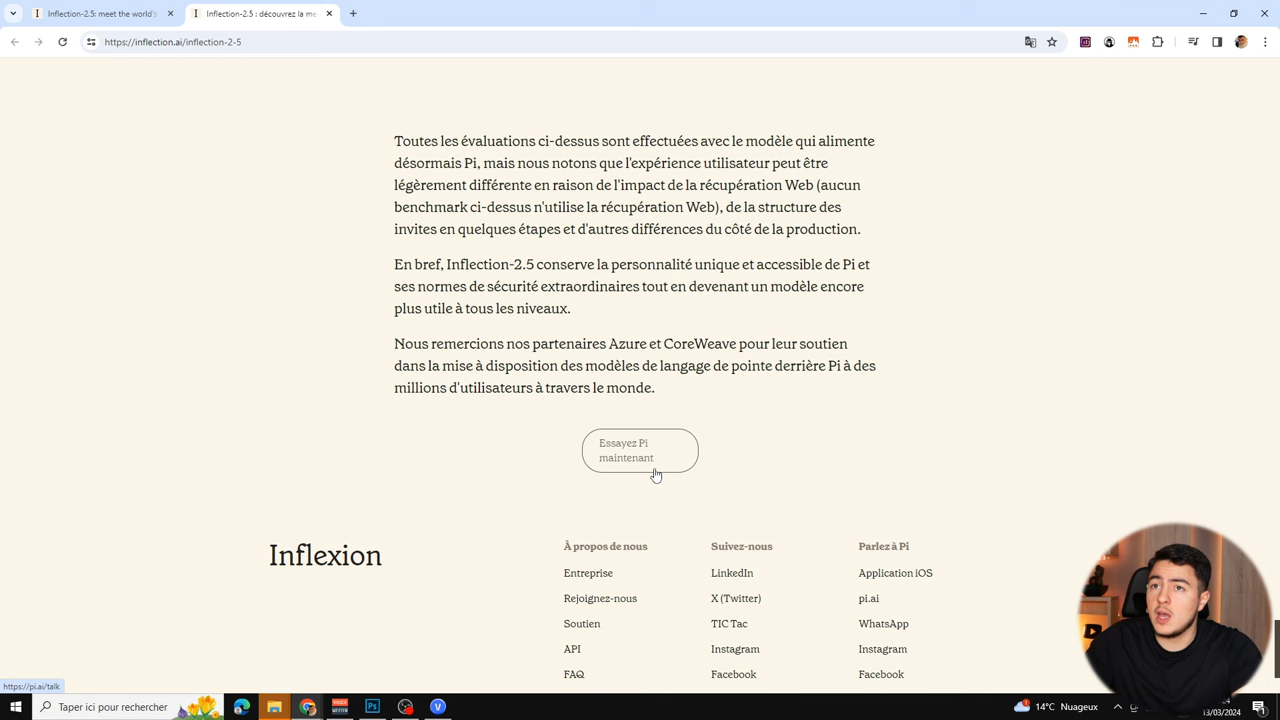 Inflection-2.5: meet the world's
Inflection-2.5 : découvrez la me
https://inflection.ai/inflection-2-5
Toutes les évaluations ci-dessus sont effectuées avec le modèle qui alimente
désormais Pi, mais nous notons que l'expérience utilisateur peut être
légèrement différente en raison de l'impact de la récupération Web (aucun
benchmark ci-dessus n'utilise la récupération Web), de la structure des
invites en quelques étapes et d'autres différences du côté de la production.
En bref, Inflection-2.5 conserve la personnalité unique et accessible de Pi et
ses normes de sécurité extraordinaires tout en devenant un modèle encore
plus utile à tous les niveaux.
Nous remercions nos partenaires Azure et CoreWeave pour leur soutien
dans la mise à disposition des modèles de langage de pointe derrière Pi à des
millions d'utilisateurs à travers le monde.
Essayez Pi
maintenant
Inflexion
À propos de nous
Entreprise
Rejoignez-nous
Soutien
API
FAQ
Suivez-nous
LinkedIn
X (Twitter)
TIC Tac
Instagram
Facebook
Parlez à Pi
Application iOS
pi.ai
WhatsApp
Instagram
Facebook
https://pi.ai/talk
Taper ici pour rechercher
14°C Nuageux
13/03/2024